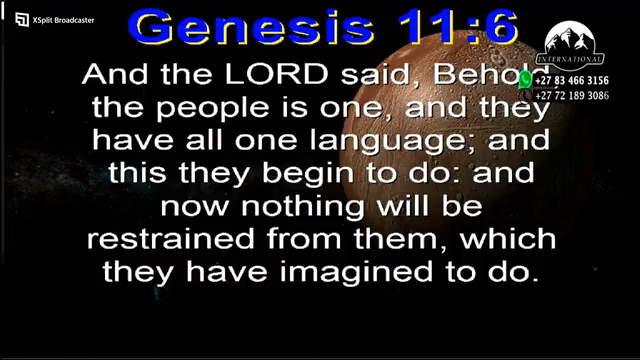 XSplit Broadcaster
Genesis 11:6
And the LORD said, Behold,
the people is one, and they
have all one language; and
this they begin to do: and
now nothing will be
restrained from them, which
they have imagined to do.
INTERNATIONAL
+27 83 466 3156
+27 72 189 3086